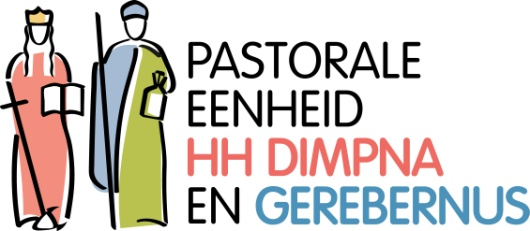 PASTORALE
EENHEID
HH DIMPNA
EN GEREBERNUS